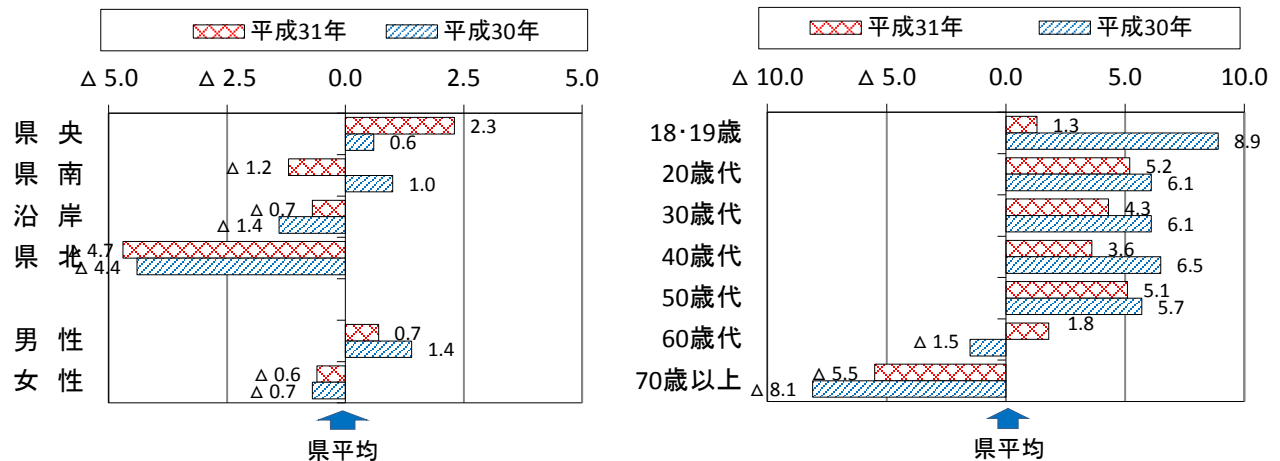 平成31年 平成30年
△ 5.0 △ 2.5 0.0 2.5 5.0
県 央 2.3
0.6
県 南 △ 1.2
1.0
沿 岸 △ 0.7
△ 1.4
県 北 △ 4.7
△ 4.4
男 性 0.7
1.4
女 性 △ 0.6
△ 0.7
県平均
平成31年 平成30年
△ 10.0 △ 5.0 0.0 5.0 10.0
18・19歳 1.3
8.9
20歳代 5.2
6.1
30歳代 4.3
6.1
40歳代 3.6
6.5
50歳代 5.1
5.7
60歳代 1.8
△ 1.5
70歳以上 △ 5.5
△ 8.1
県平均